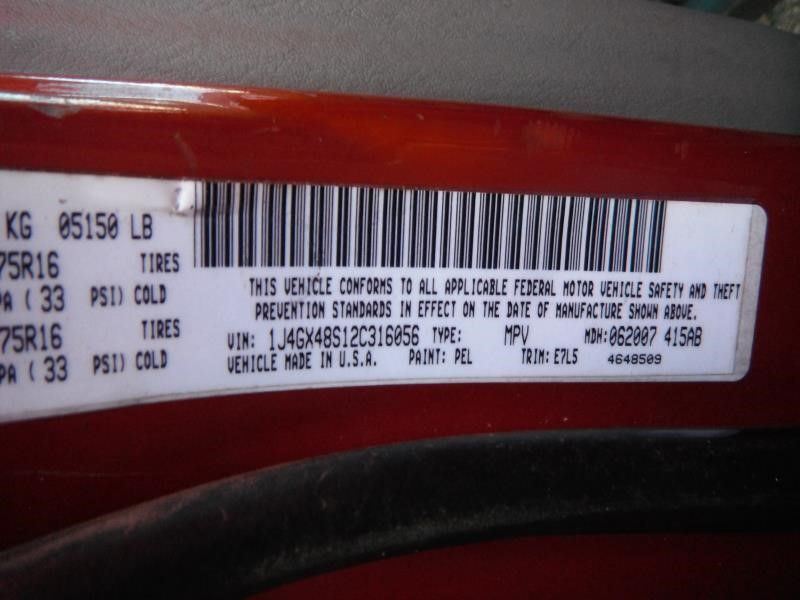 KG 05150 LB
75R16 TIRES
PA ( 33 PSI) COLD
75R16 TIRES
PA ( 33 PSI) COLD
THIS VEHICLE CONFORMS TO ALL APPLICABLE FEDERAL MOTOR VEHICLE SAFETY AND THEFT
PREVENTION STANDARDS IN EFFECT ON THE DATE OF MANUFACTURE SHOWN ABOVE.
VIN: 1J4GX48S12C316056 TYPE: MPV MDH:062007 415AB
VEHICLE MADE IN U.S.A. PAINT: PEL TRIM: E7L5 4648509